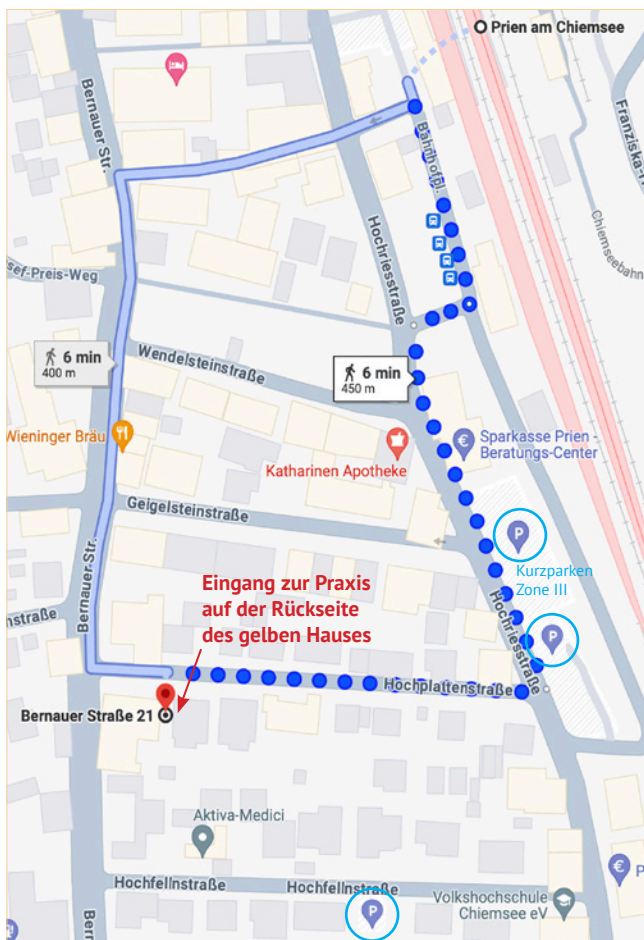 Prien am Chiemsee
Bernauer Str.
Bahnhofpl.
Hochriesstraße
Chiemseebahn
sef-Preis-Weg
6 min
400 m
Wendelsteinstraße
6 min
450 m
Wieninger Bräu
Katharinen Apotheke
Sparkasse Prien -
Beratungs-Center
Geigelsteinstraße
P
Kurzparken
Zone III
Bernauer Str.
nstraße
Eingang zur Praxis
auf der Rückseite
des gelben Hauses
P
Hochriesstraße
Hochplattenstraße
Bernauer Straße 21
Aktiva-Medici
Hochfellnstraße
Hochfellnstraße
P
Volkshochschule
Chiemsee eV
P